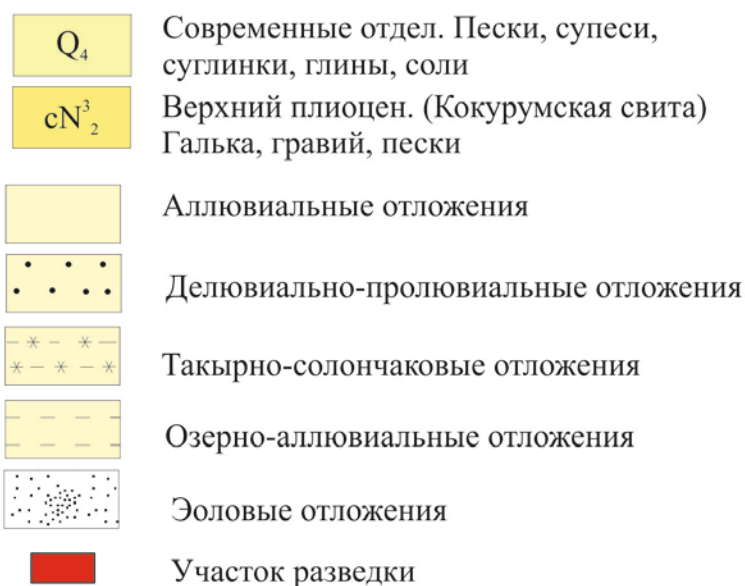 Q₄ Современные отдел. Пески, супеси,
суглинки, глины, соли
cN³₂ Верхний плиоцен. (Кокурумская свита)
Галька, гравий, пески
Аллювиальные отложения
Делювиально-пролювиальные отложения
Такырно-солончаковые отложения
Озерно-аллювиальные отложения
Эоловые отложения
Участок разведки